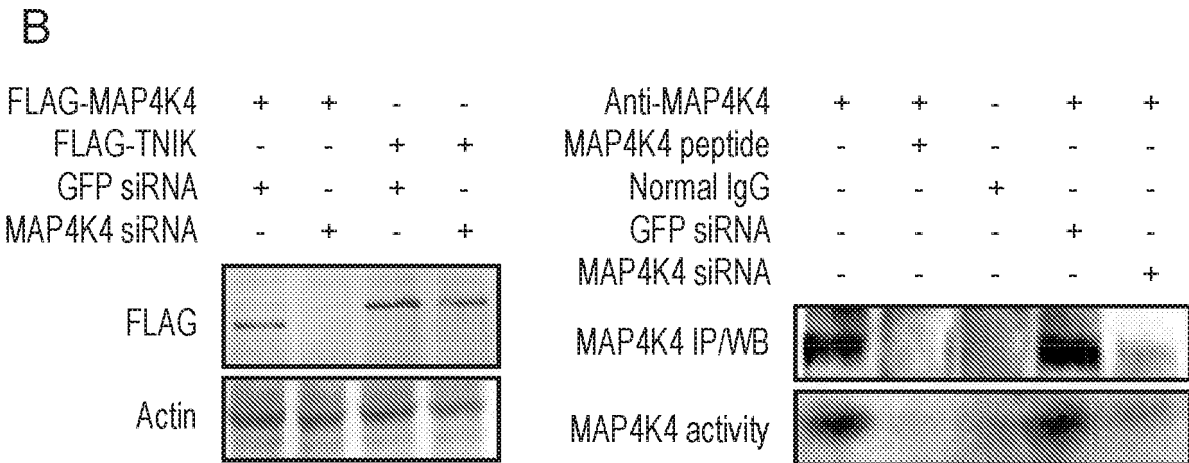 B
FLAG-MAP4K4 + + - -
FLAG-TNIK - - + +
GFP siRNA + - + -
MAP4K4 siRNA - + - +
FLAG
Actin
Anti-MAP4K4 + + - + +
MAP4K4 peptide - + - - -
Normal IgG - - + - -
GFP siRNA - - - + -
MAP4K4 siRNA - - - - +
MAP4K4 IP/WB
MAP4K4 activity